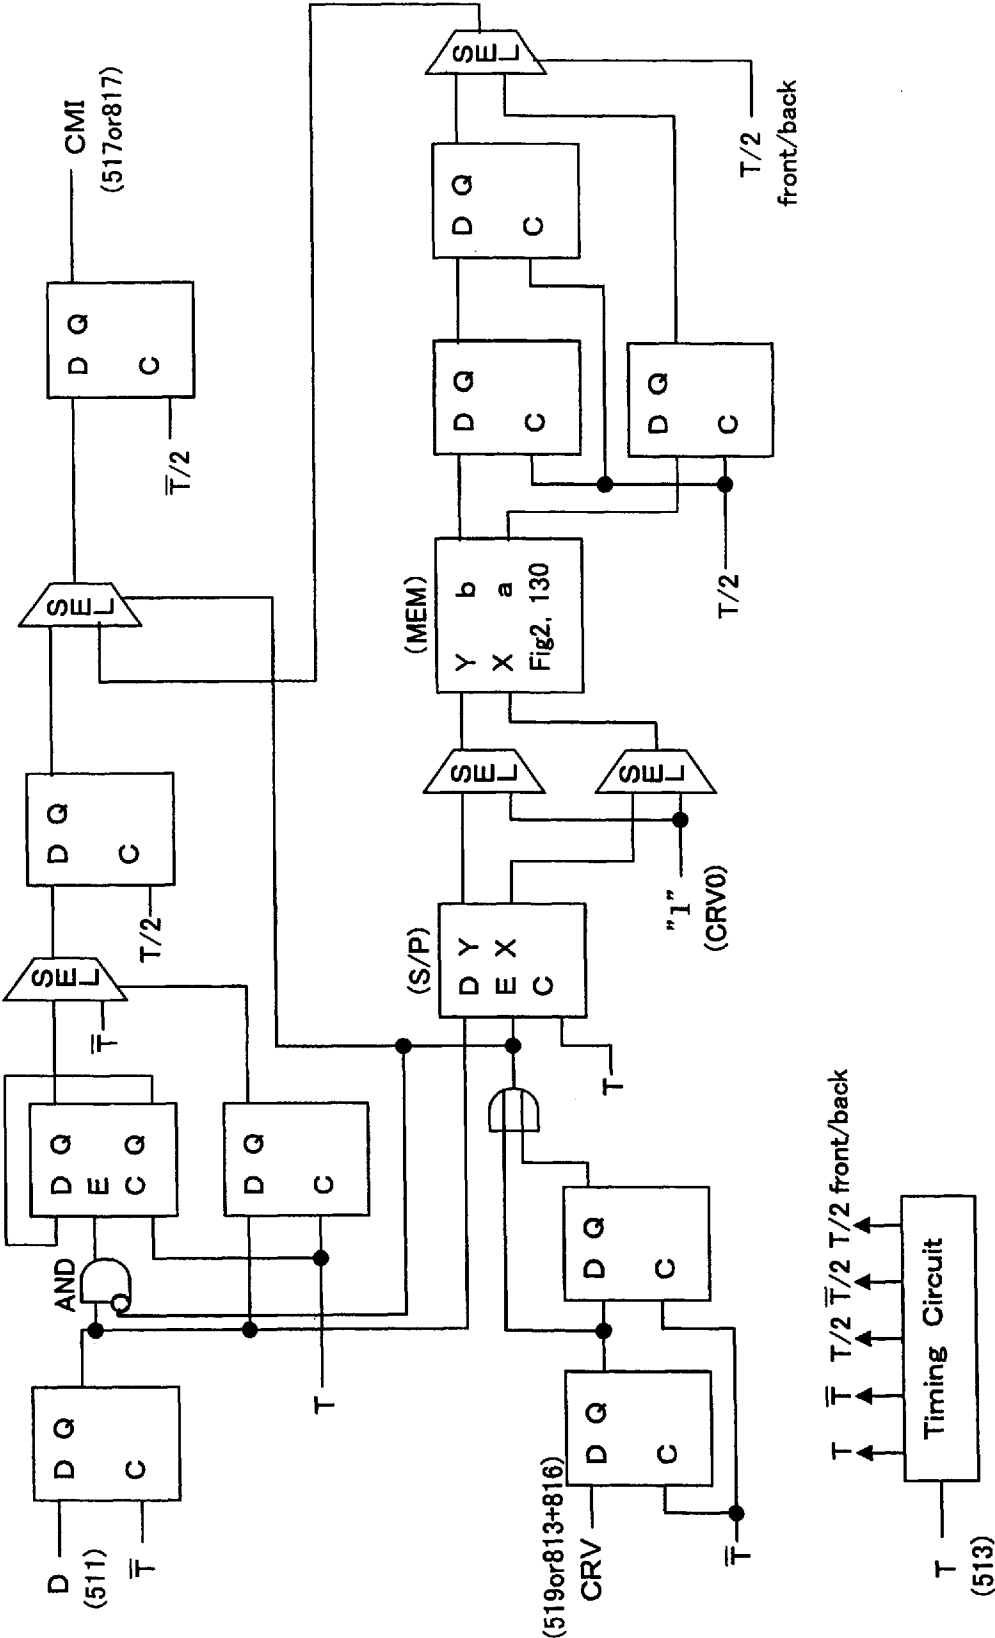 D
(511)
T̅
D Q
C
AND
D Q
E
C Q
T̅
SEL
D Q
C
T
D Q
C
T/2
SEL
D Q
C
T̅/2
CMI
(517or817)
(519or813+816)
CRV
T̅
D Q
C
D Q
C
(S/P)
D Y
E X
C
T
SEL
SEL
"1"
(CRV0)
(MEM)
Y b
X a
Fig2, 130
D Q
C
D Q
C
D Q
C
T/2
SEL
T/2
front/back
T
(513)
Timing Circuit
T
T̅
T/2
T̅/2
T/2 front/back